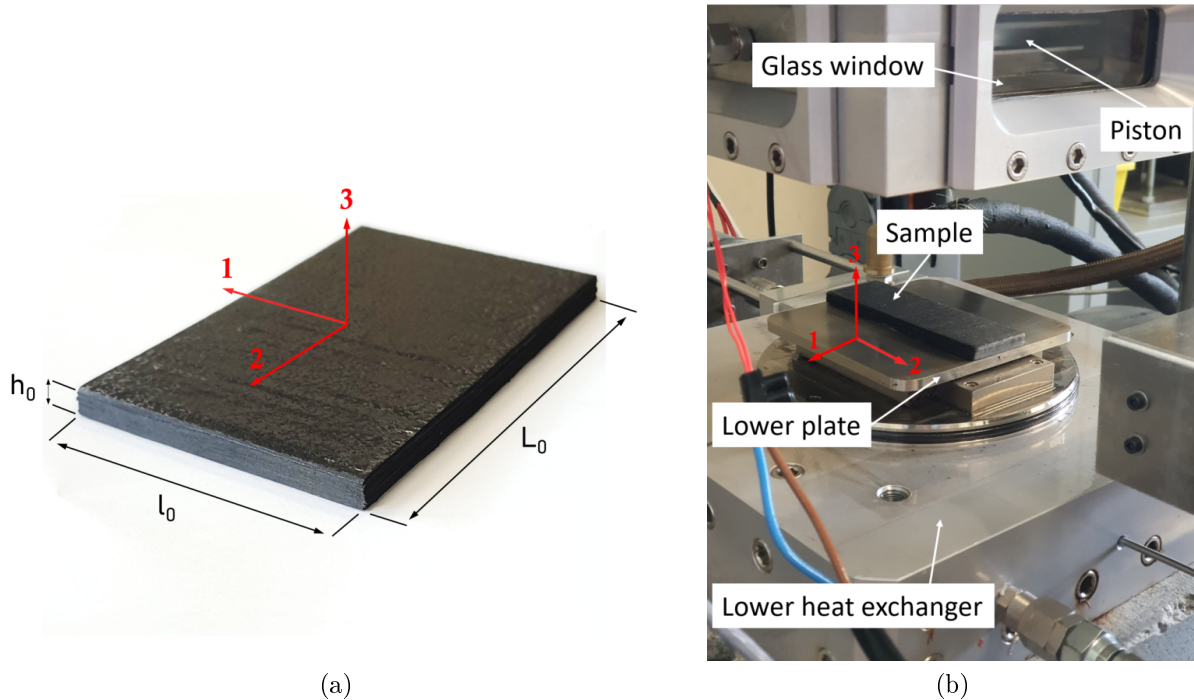 3
1
2
h₀
l₀
L₀
(a)
Glass window
Piston
Sample
3
1
2
Lower plate
Lower heat exchanger
(b)